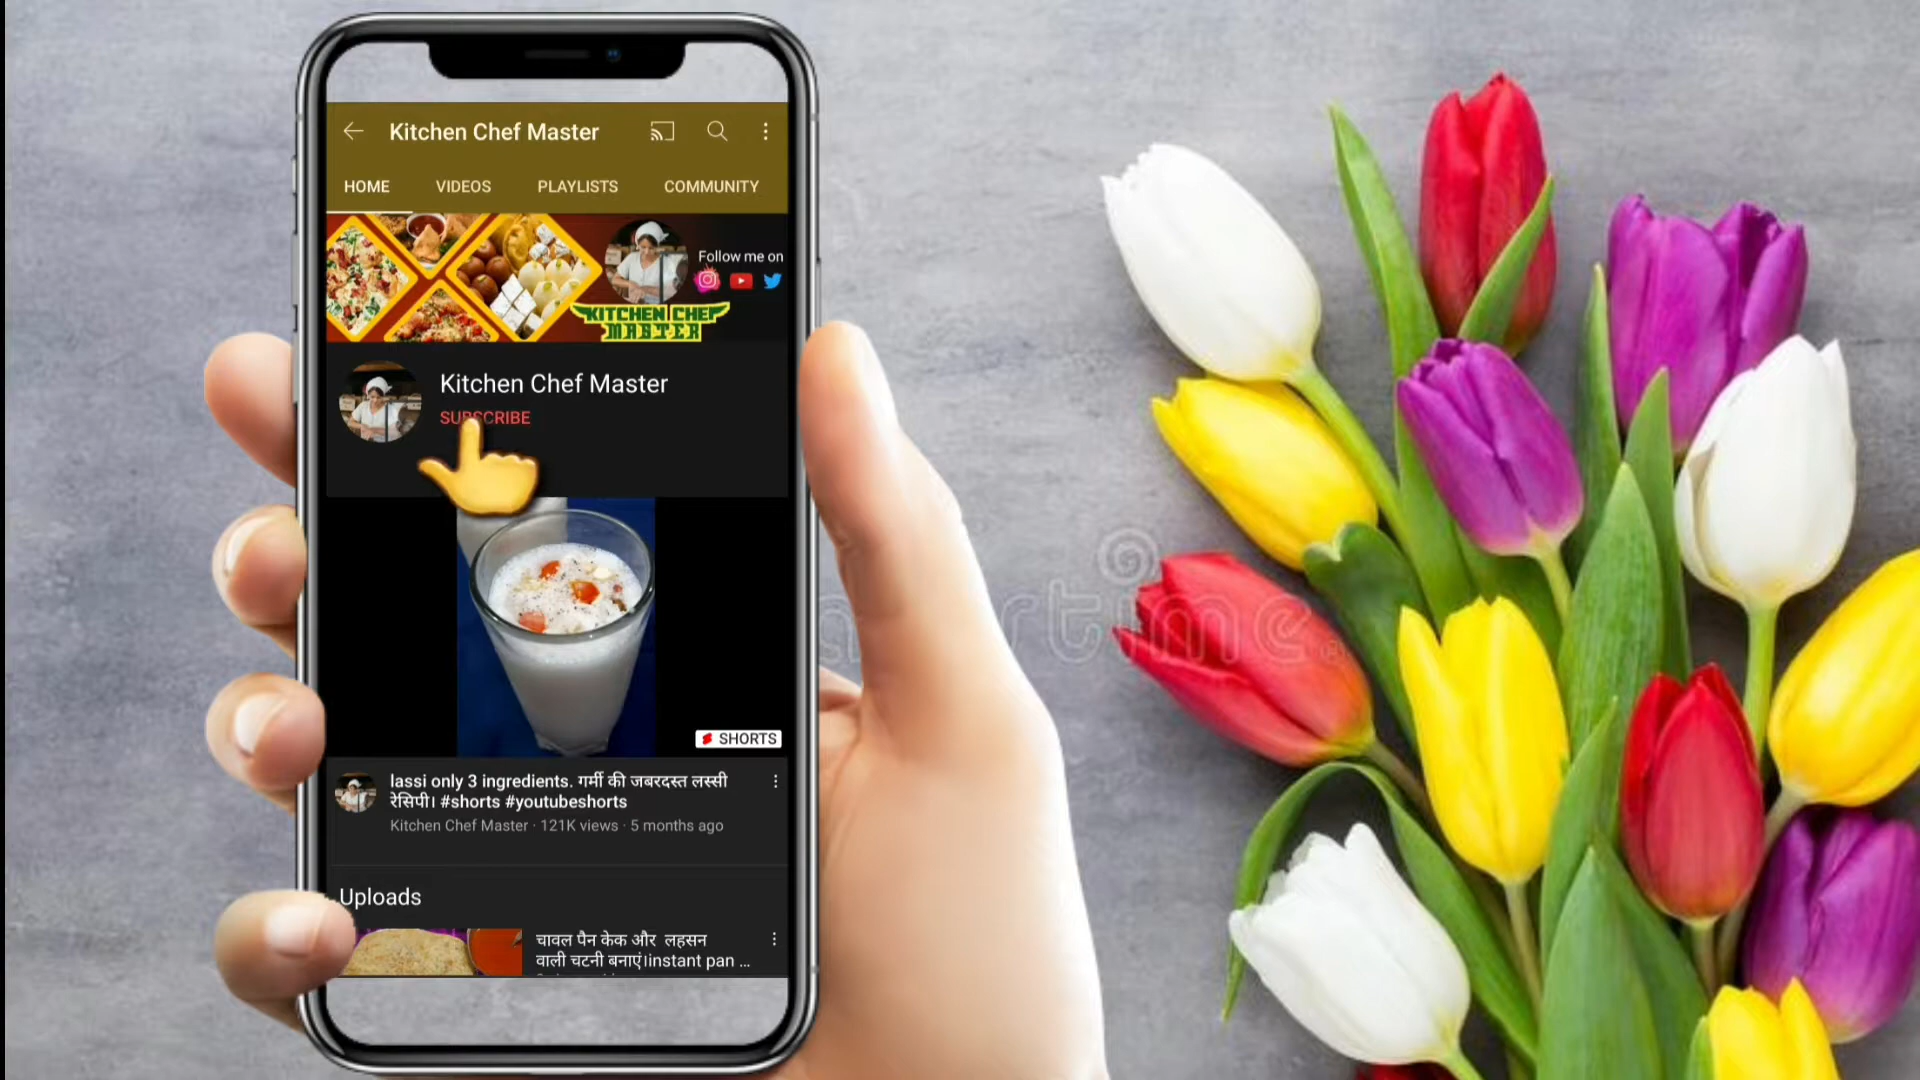 Kitchen Chef Master
HOME VIDEOS PLAYLISTS COMMUNITY
Follow me on
KITCHEN CHEF
MASTER
Kitchen Chef Master
SUBSCRIBE
SHORTS
lassi only 3 ingredients. गर्मी की जबरदस्त लस्सी
रेसिपी। #shorts #youtubeshorts
Kitchen Chef Master · 121K views · 5 months ago
Uploads
चावल पैन केक और लहसन
वाली चटनी बनाएं।instant pan ...